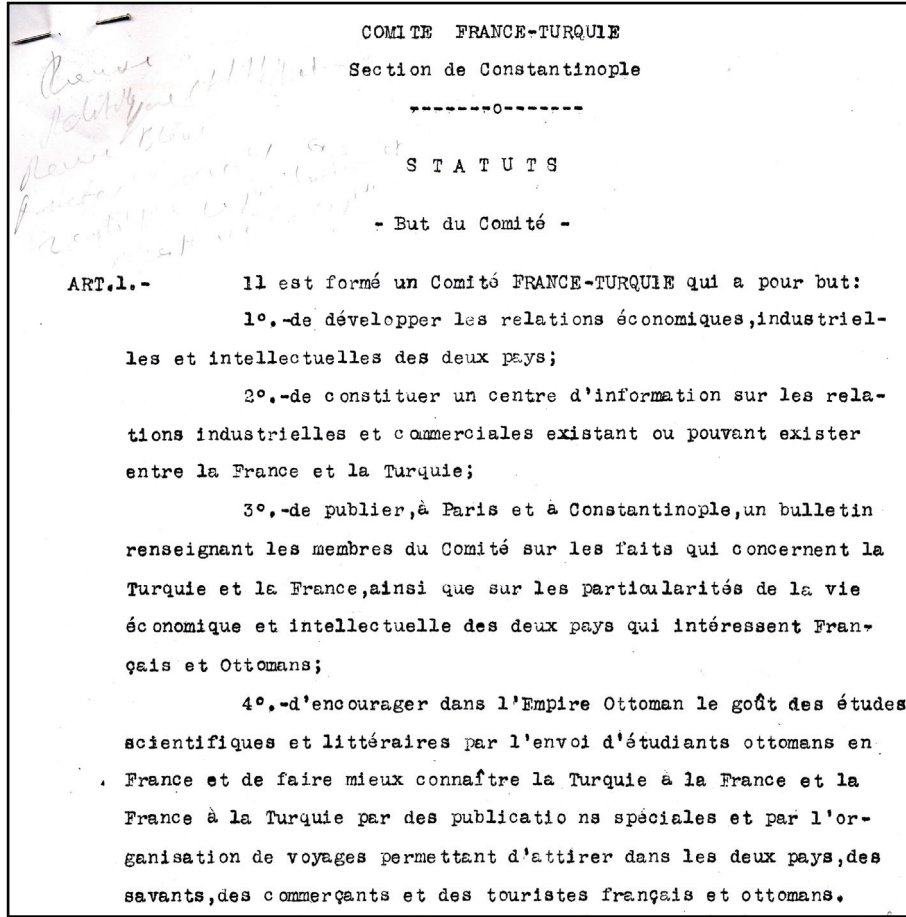 COMITE FRANCE-TURQUIE
Section de Constantinople
--------o-------
S T A T U T S
- But du Comité -
ART.1.- Il est formé un Comité FRANCE-TURQUIE qui a pour but:
1º.-de développer les relations économiques,industriel-
les et intellectuelles des deux pays;
2º.-de constituer un centre d'information sur les rela-
tions industrielles et commerciales existant ou pouvant exister
entre la France et la Turquie;
3º.-de publier,à Paris et à Constantinople,un bulletin
renseignant les membres du Comité sur les faits qui concernent la
Turquie et la France,ainsi que sur les particularités de la vie
économique et intellectuelle des deux pays qui intéressent Fran-
çais et Ottomans;
4º.-d'encourager dans l'Empire Ottoman le goût des études
scientifiques et littéraires par l'envoi d'étudiants ottomans en
France et de faire mieux connaître la Turquie à la France et la
France à la Turquie par des publicatio ns spéciales et par l'or-
ganisation de voyages permettant d'attirer dans les deux pays,des
savants,des commerçants et des touristes français et ottomans.